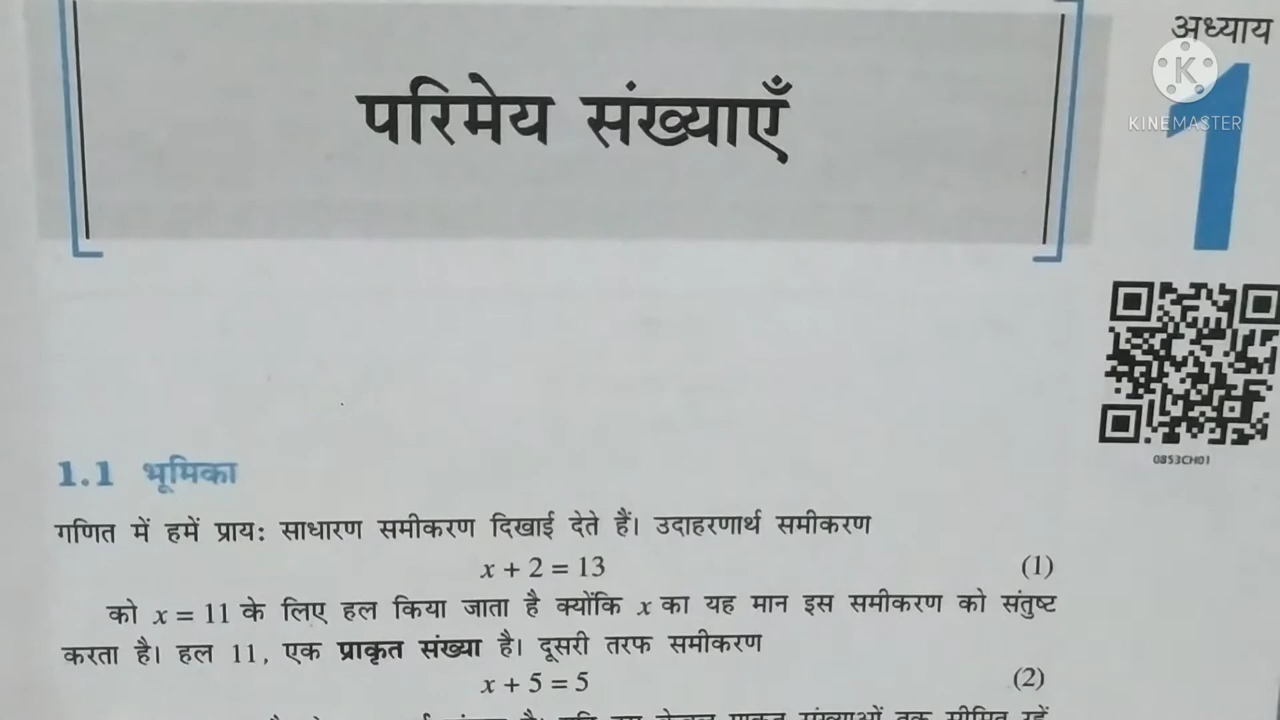 अध्याय
1
K
KINEMASTER
परिमेय संख्याएँ
0853CH01
1.1 भूमिका
गणित में हमें प्राय: साधारण समीकरण दिखाई देते हैं। उदाहरणार्थ समीकरण
x + 2 = 13 (1)
को x = 11 के लिए हल किया जाता है क्योंकि x का यह मान इस समीकरण को संतुष्ट
करता है। हल 11, एक प्राकृत संख्या है। दूसरी तरफ समीकरण
x + 5 = 5 (2)